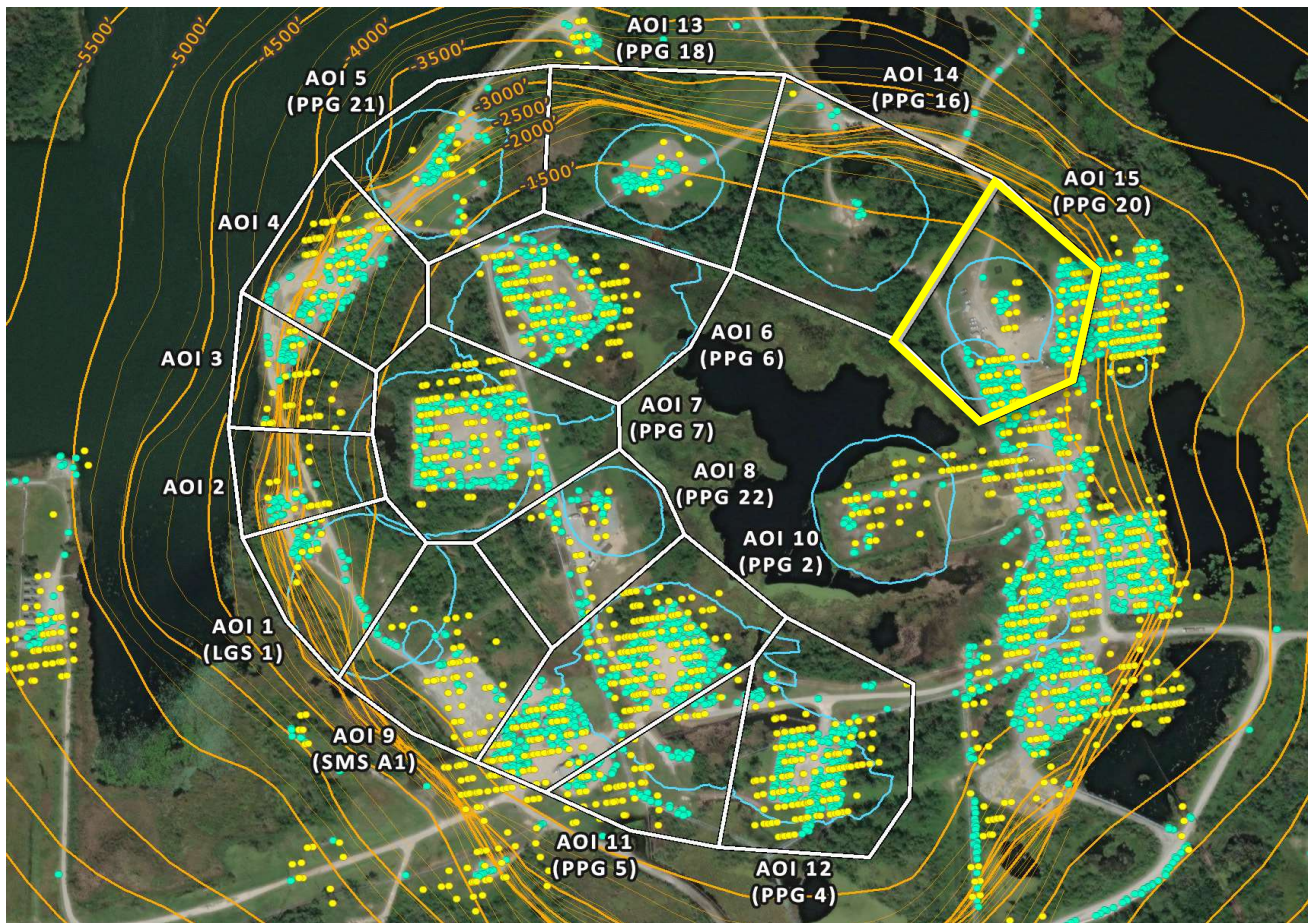 -5500'
-5000'
-4500'
-4000'
-3500'
-3000'
-2500'
-2000'
-1500'
AOI 13
(PPG 18)
AOI 5
(PPG 21)
AOI 14
(PPG 16)
AOI 15
(PPG 20)
AOI 4
AOI 3
AOI 6
(PPG 6)
AOI 7
(PPG 7)
AOI 8
(PPG 22)
AOI 2
AOI 10
(PPG 2)
AOI 1
(LGS 1)
AOI 9
(SMS A1)
AOI 11
(PPG 5)
AOI 12
(PPG 4)